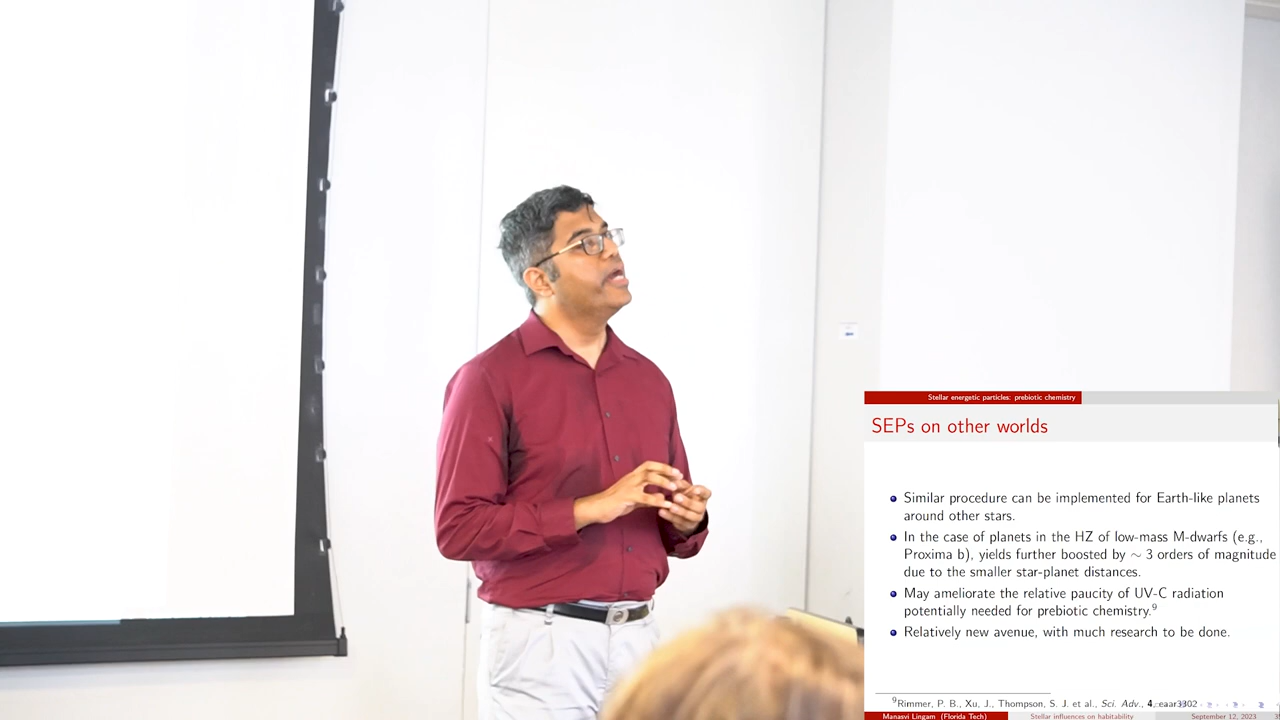 Stellar energetic particles: prebiotic chemistry
SEPs on other worlds
Similar procedure can be implemented for Earth-like planets
around other stars.
In the case of planets in the HZ of low-mass M-dwarfs (e.g.,
Proxima b), yields further boosted by ∼ 3 orders of magnitude
due to the smaller star-planet distances.
May ameliorate the relative paucity of UV-C radiation
potentially needed for prebiotic chemistry.⁹
Relatively new avenue, with much research to be done.
⁹Rimmer, P. B., Xu, J., Thompson, S. J. et al., Sci. Adv., 4, eaar3302
Manasvi Lingam (Florida Tech) Stellar influences on habitability September 12, 2023